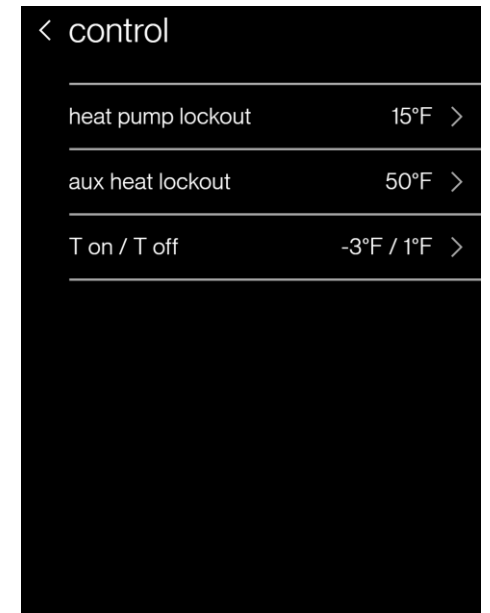 control
heat pump lockout 15°F
aux heat lockout 50°F
T on / T off -3°F / 1°F